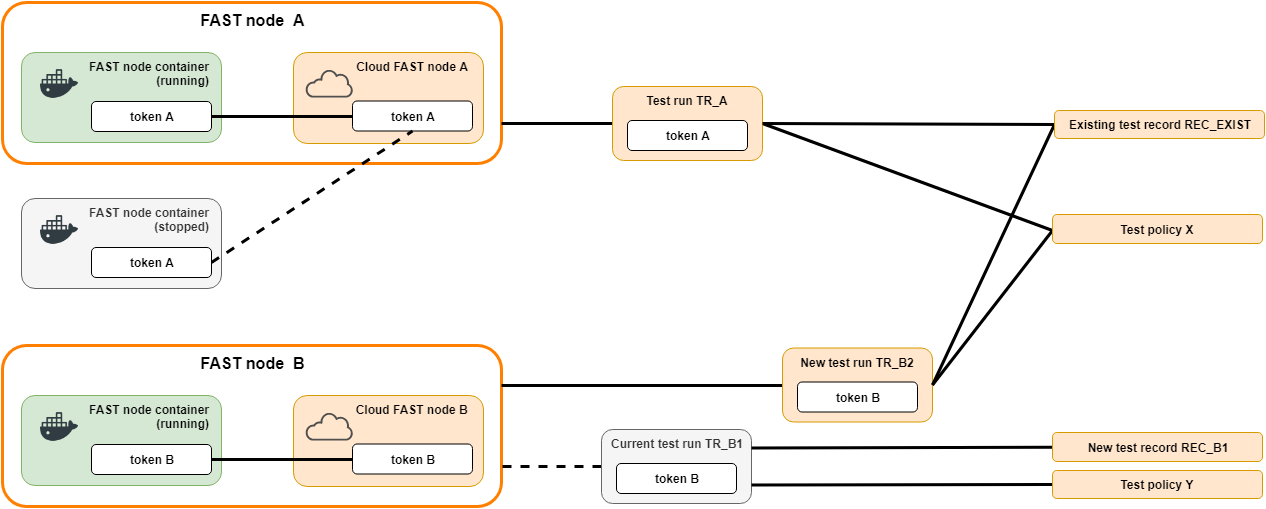 FAST node  A
FAST node container
(running)
token A
Cloud FAST node A
token A
Test run TR_A
token A
Existing test record REC_EXIST
Test policy X
FAST node container
(stopped)
token A
FAST node  B
FAST node container
(running)
token B
Cloud FAST node B
token B
New test run TR_B2
token B
Current test run TR_B1
token B
New test record REC_B1
Test policy Y